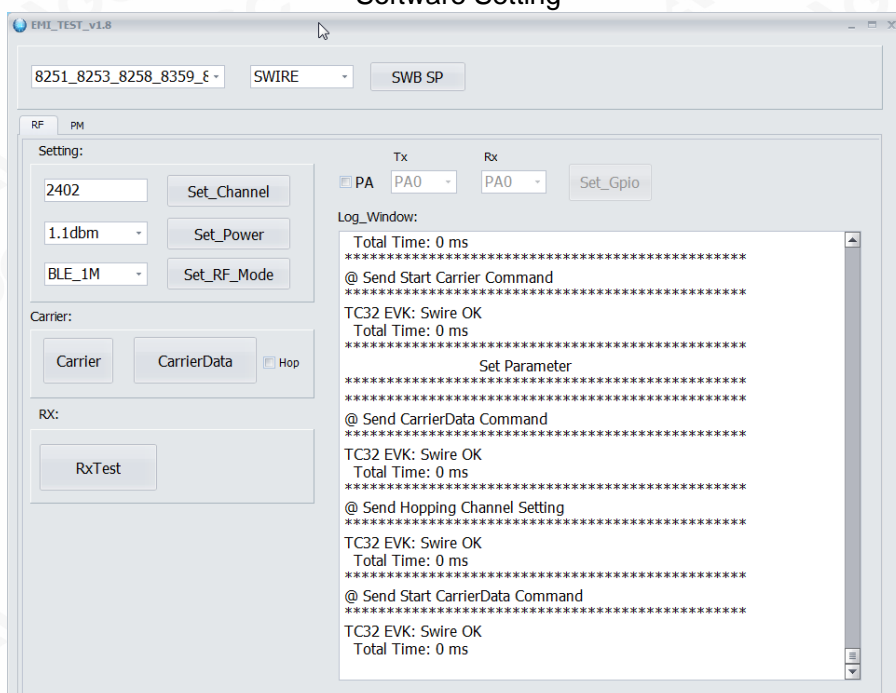 Software Setting
EMI_TEST_v1.8
8251_8253_8258_8359_8
SWIRE
SWB SP
RF PM
Setting:
2402 Set_Channel
1.1dbm Set_Power
BLE_1M Set_RF_Mode
Carrier:
Carrier CarrierData Hop
RX:
RxTest
Tx Rx
PA PA0 PA0 Set_Gpio
Log_Window:
Total Time: 0 ms
************************************************
@ Send Start Carrier Command
************************************************
TC32 EVK: Swire OK
Total Time: 0 ms
************************************************
Set Parameter
************************************************
************************************************
@ Send CarrierData Command
************************************************
TC32 EVK: Swire OK
Total Time: 0 ms
************************************************
@ Send Hopping Channel Setting
************************************************
TC32 EVK: Swire OK
Total Time: 0 ms
************************************************
@ Send Start CarrierData Command
************************************************
TC32 EVK: Swire OK
Total Time: 0 ms